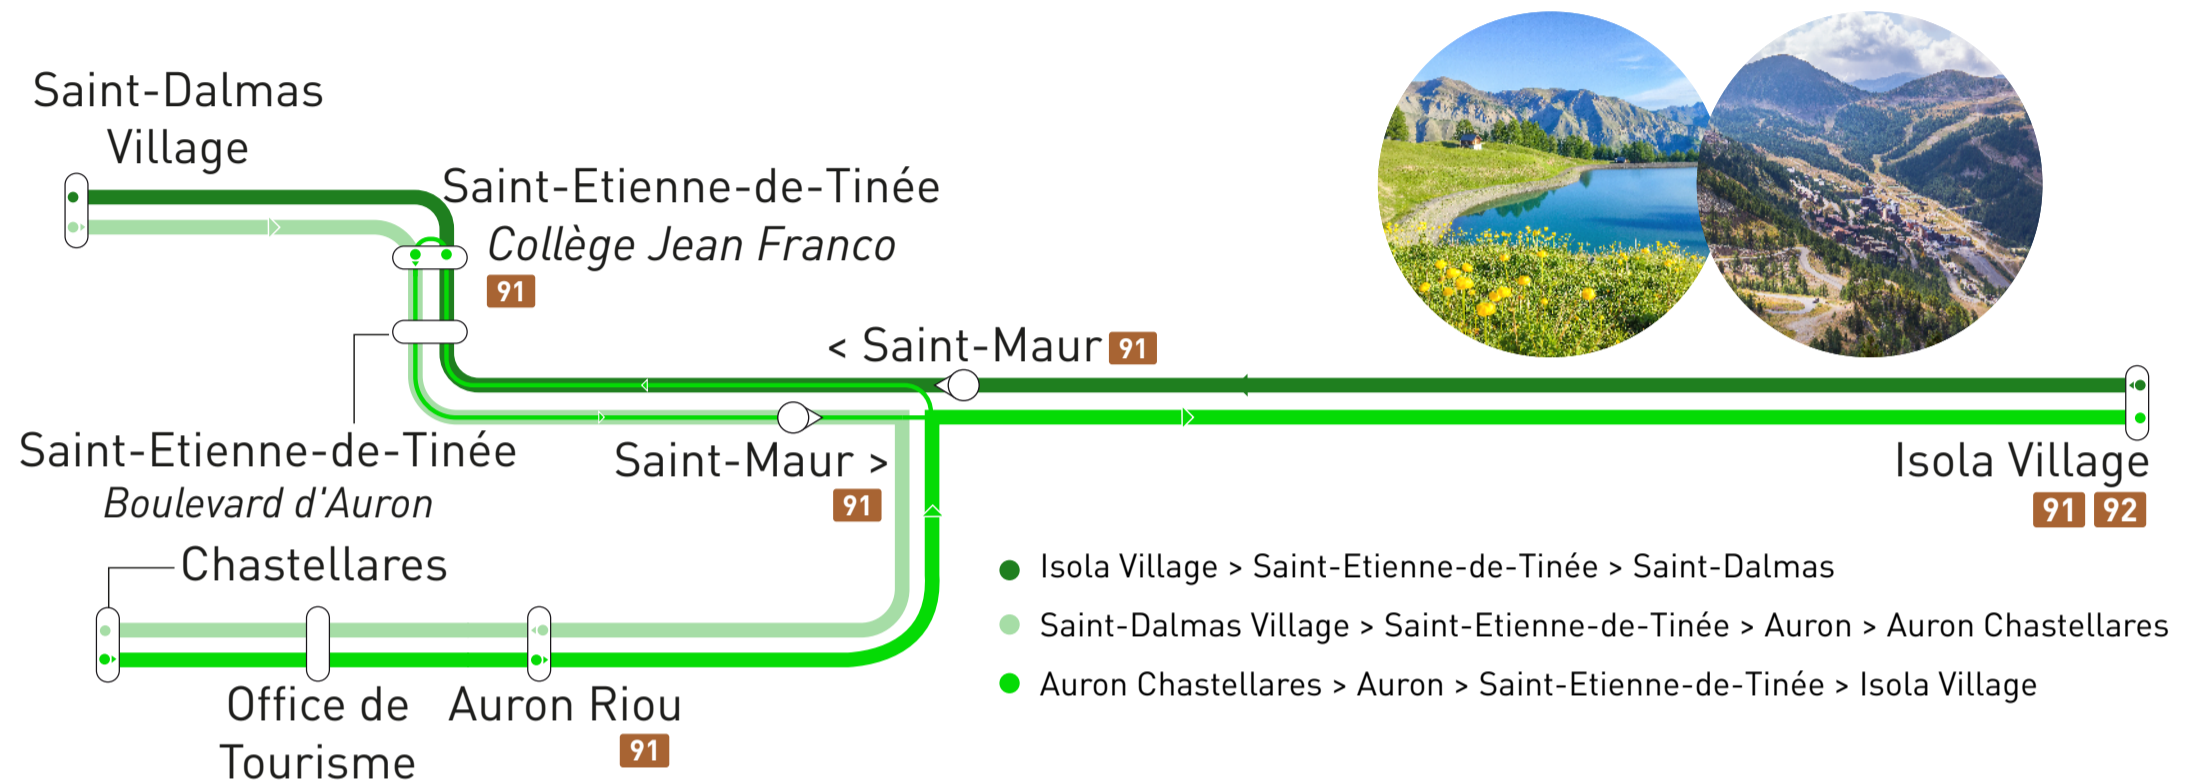 Saint-Dalmas
Village
Saint-Etienne-de-Tinée
Collège Jean Franco
91
< Saint-Maur 91
Saint-Etienne-de-Tinée
Boulevard d'Auron
Saint-Maur >
91
Isola Village
91 92
Chastellares
Office de
Tourisme
Auron Riou
91
Isola Village > Saint-Etienne-de-Tinée > Saint-Dalmas
Saint-Dalmas Village > Saint-Etienne-de-Tinée > Auron > Auron Chastellares
Auron Chastellares > Auron > Saint-Etienne-de-Tinée > Isola Village